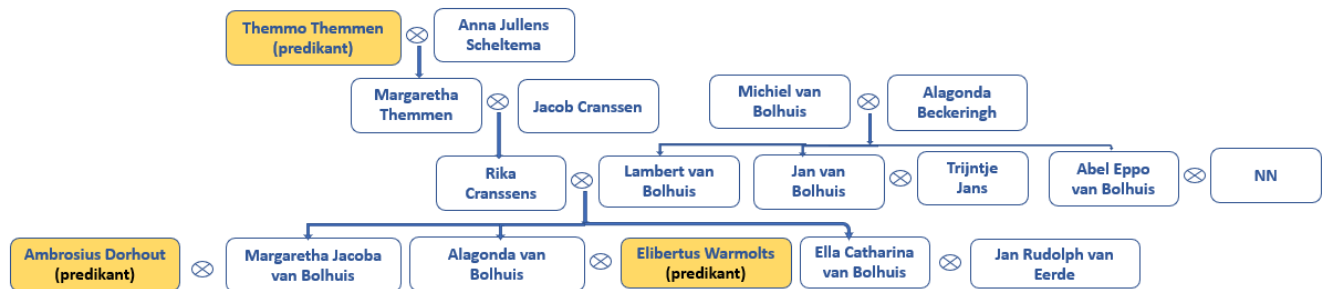 Themmo Themmen
(predikant)
Anna Jullens
Scheltema
Margaretha
Themmen
Jacob Cranssen
Michiel van
Bolhuis
Alagonda
Beckeringh
Rika
Cranssens
Lambert van
Bolhuis
Jan van
Bolhuis
Trijntje
Jans
Abel Eppo
van Bolhuis
NN
Ambrosius Dorhout
(predikant)
Margaretha Jacoba
van Bolhuis
Alagonda van
Bolhuis
Elibertus Warmolts
(predikant)
Ella Catharina
van Bolhuis
Jan Rudolph van
Eerde